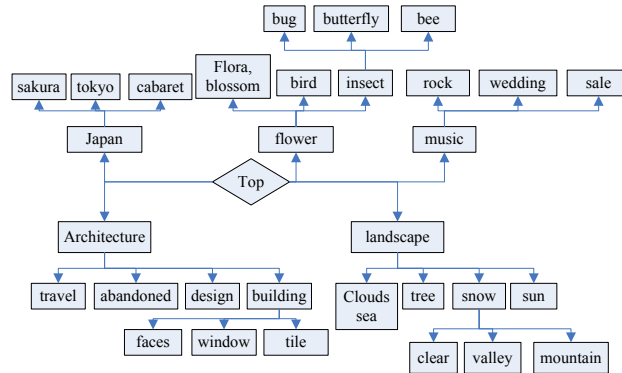 bug butterfly bee
Flora,
blossom
bird insect
sakura tokyo cabaret
rock wedding sale
Japan flower music
Top
Architecture landscape
travel abandoned design building
Clouds
sea
tree snow sun
faces window tile
clear valley mountain